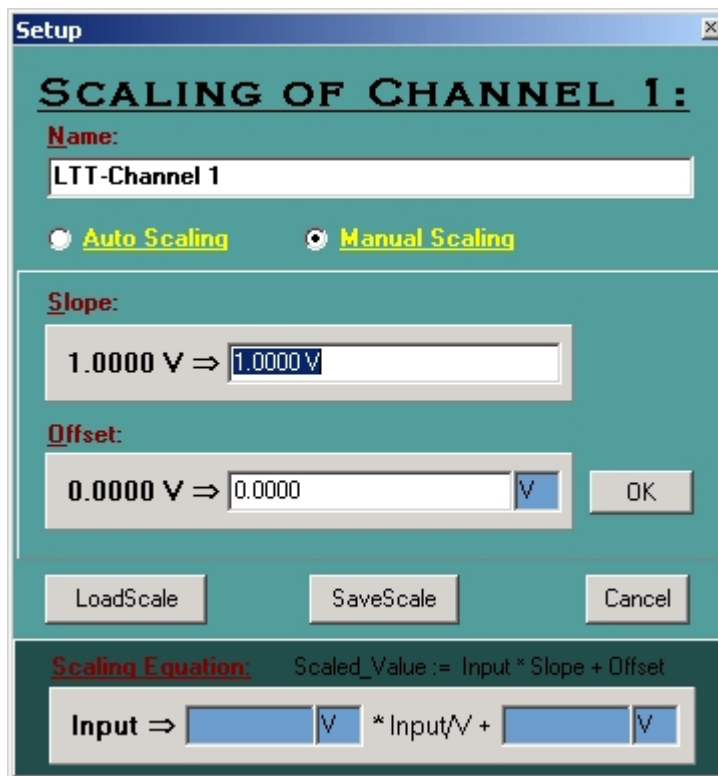 Setup
SCALING OF CHANNEL 1:
Name:
LTT-Channel 1
Auto Scaling Manual Scaling
Slope:
1.0000 V ⇒ 1.0000 V
Offset:
0.0000 V ⇒ 0.0000 V OK
LoadScale SaveScale Cancel
Scaling Equation: Scaled_Value := Input * Slope + Offset
Input ⇒ V * Input/V + V